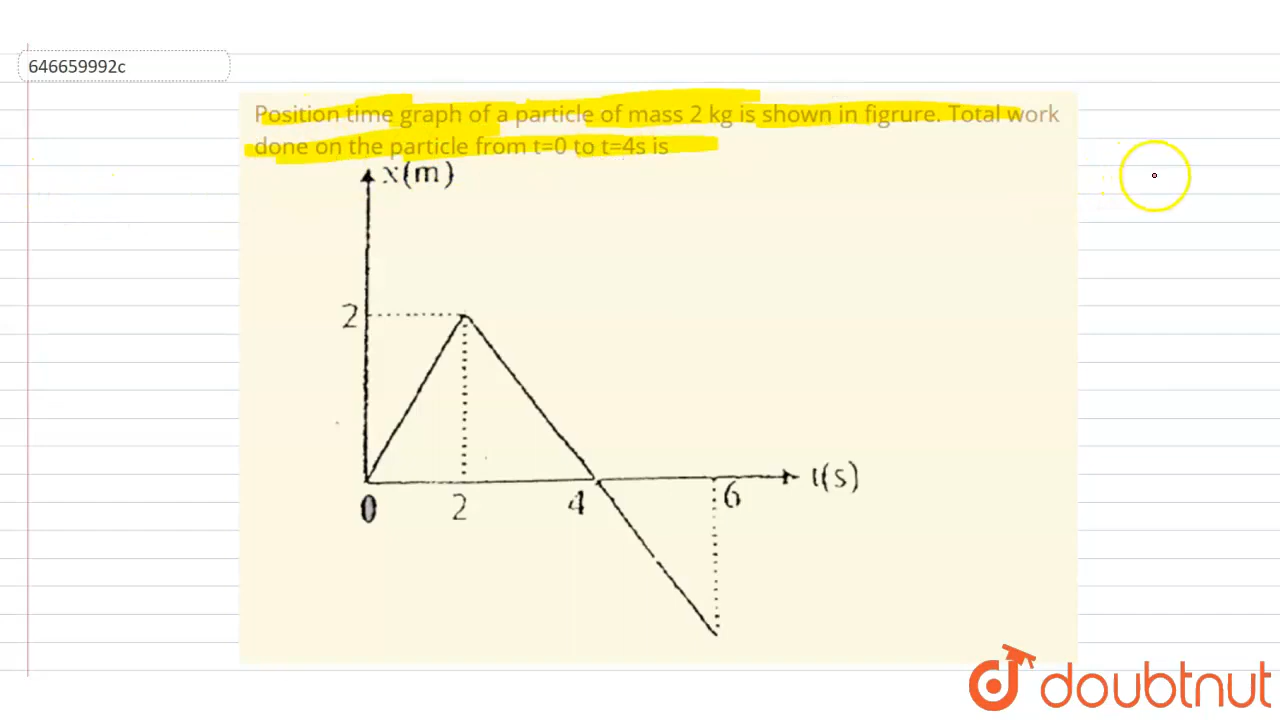 646659992c
Position time graph of a particle of mass 2 kg is shown in figrure. Total work
done on the particle from t=0 to t=4s is
x(m)
2
t(s)
0
2
4
6
doubtnut